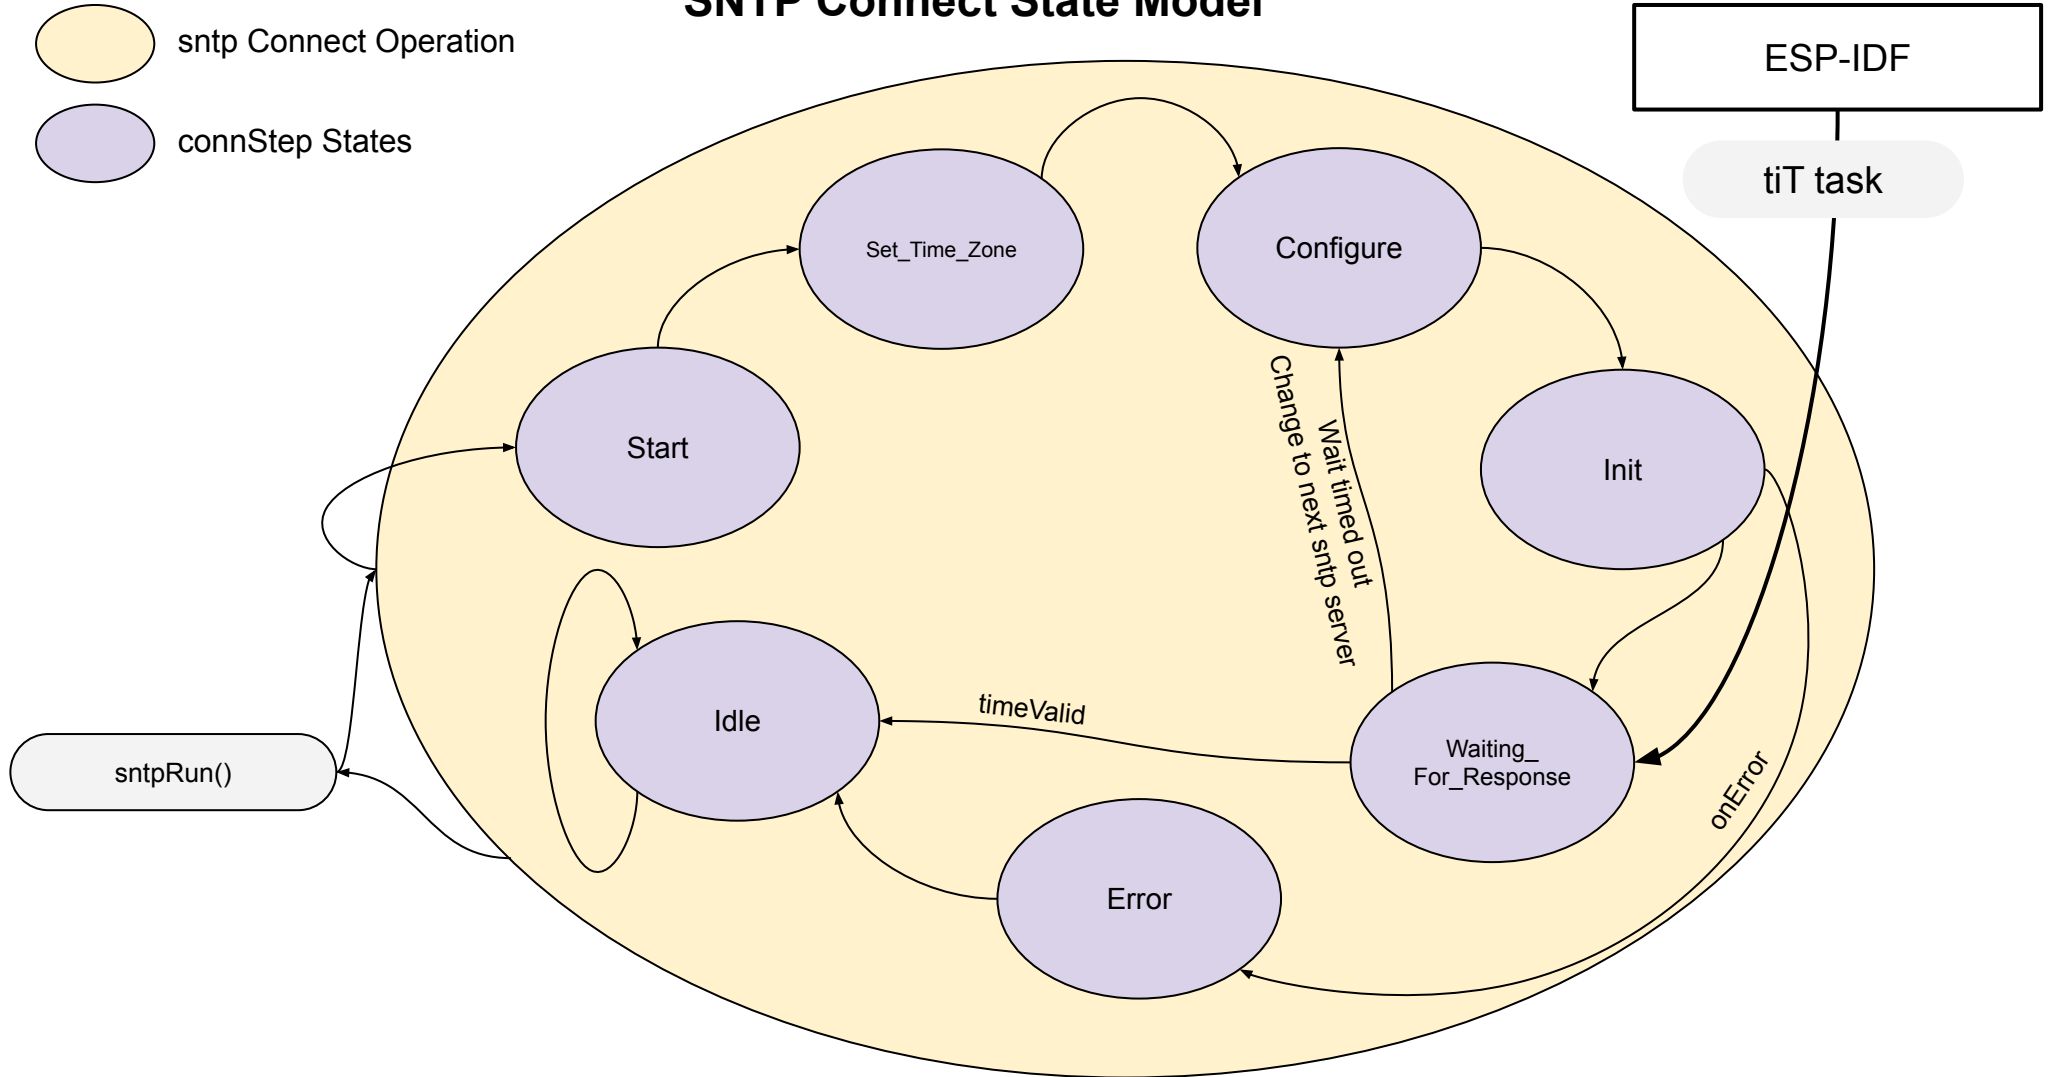 SNTP Connect State Model
sntp Connect Operation
connStep States
ESP-IDF
tiT task
Set_Time_Zone
Configure
Start
Init
Wait timed out
Change to next sntp server
Idle
timeValid
Waiting_
For_Response
onError
sntpRun()
Error